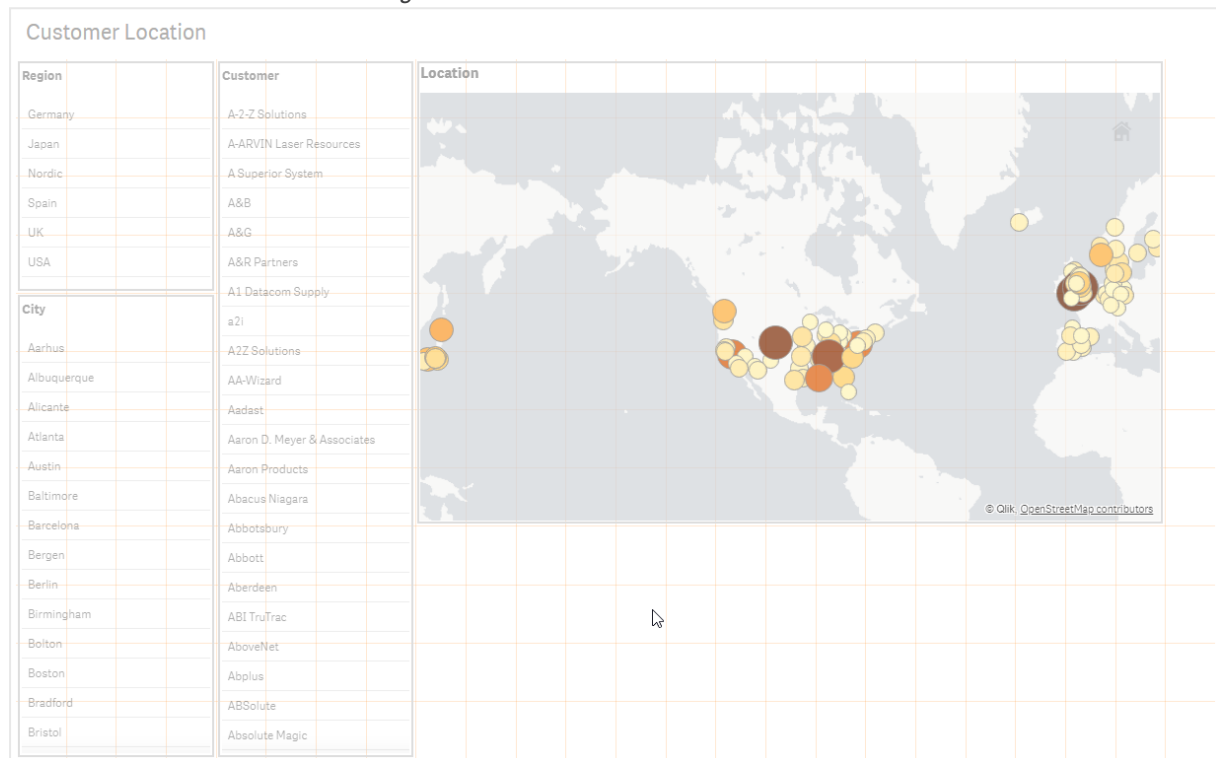 Customer Location
Region
Germany
Japan
Nordic
Spain
UK
USA
City
Aarhus
Albuquerque
Alicante
Atlanta
Austin
Baltimore
Barcelona
Bergen
Berlin
Birmingham
Bolton
Boston
Bradford
Bristol
Customer
A-2-Z Solutions
A-ARVIN Laser Resources
A Superior System
A&B
A&G
A&R Partners
A1 Datacom Supply
a2i
A2Z Solutions
AA-Wizard
Aadast
Aaron D. Meyer & Associates
Aaron Products
Abacus Niagara
Abbotsbury
Abbott
Aberdeen
ABI TruTrac
AboveNet
Abplus
ABSolute
Absolute Magic
Location
© Qlik, OpenStreetMap contributors